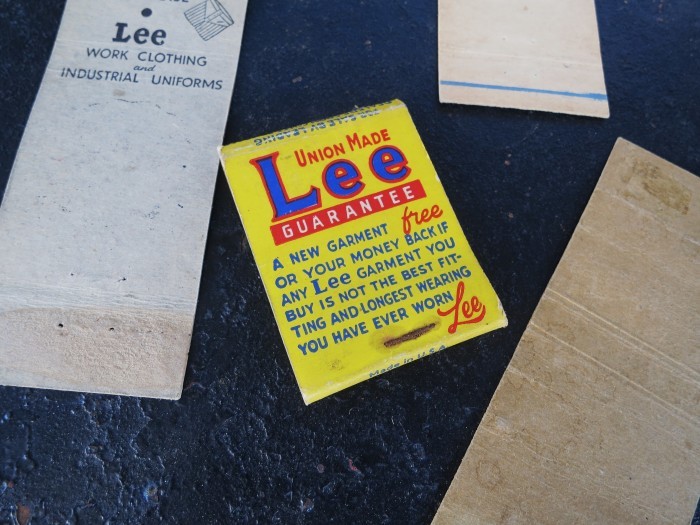 Lee
WORK CLOTHING
and
INDUSTRIAL UNIFORMS
UNION MADE
Lee
GUARANTEE
A NEW GARMENT free
OR YOUR MONEY BACK IF
ANY Lee GARMENT YOU
BUY IS NOT THE BEST FIT-
TING AND LONGEST WEARING
YOU HAVE EVER WORN
Lee
Made in U.S.A.